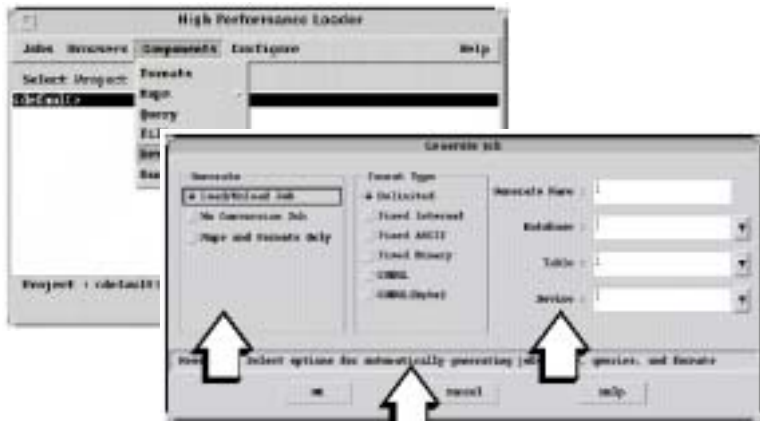 High Performance Loader
Jobs Browsers Components Configure Help
Select Project
Formats
Maps
Query
<default>
Project : <default>
Generate Job
Generate
Load/Unload Job
No Conversion Job
Maps and Formats Only
Format Type
Delimited
Fixed Internal
Fixed ASCII
Fixed Binary
COBOL
Generate Name :
Database :
Table :
Device :
Select options for automatically generating queries, and formats
OK Cancel Help